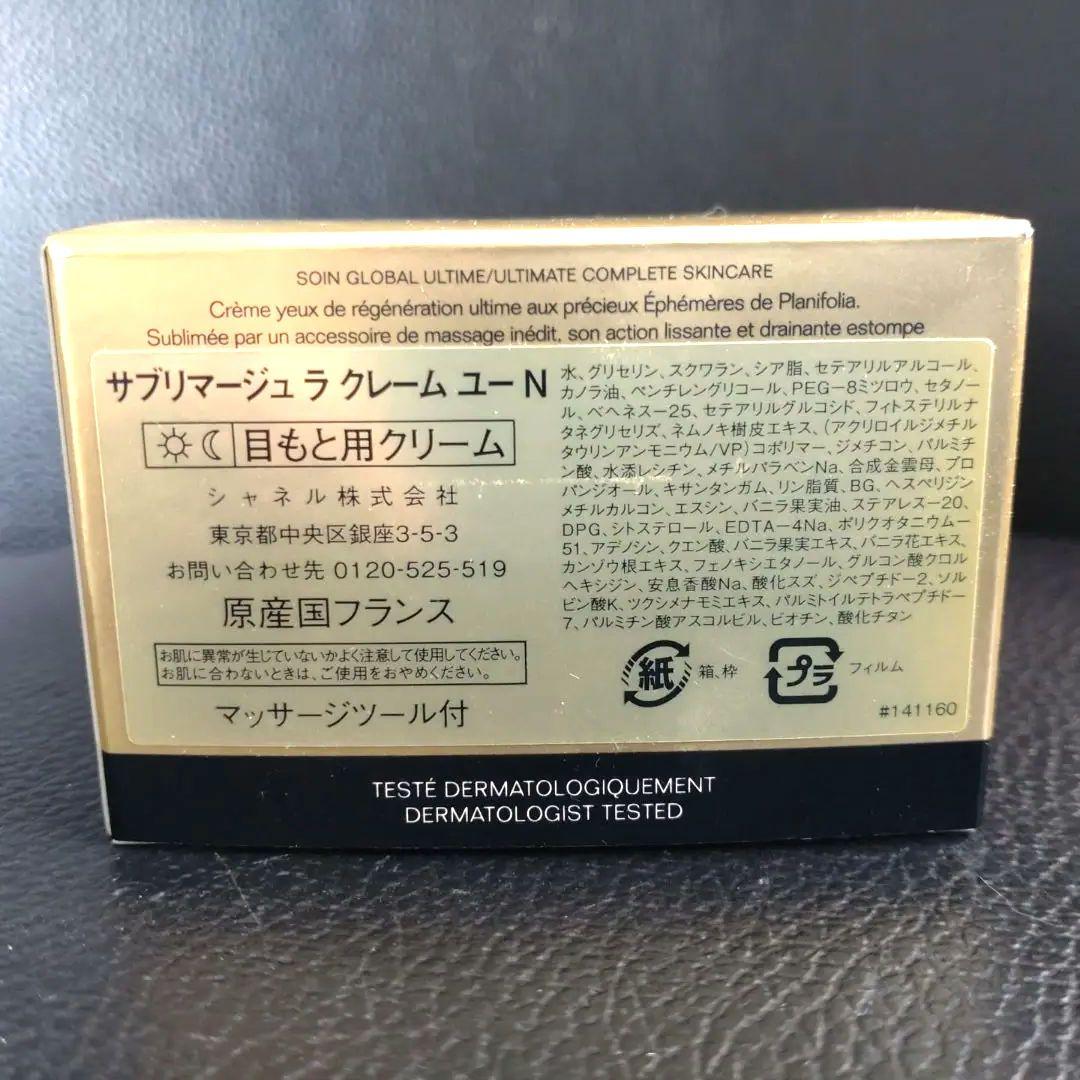 SOIN GLOBAL ULTIME/ULTIMATE COMPLETE SKINCARE
Crème yeux de régénération ultime aux précieux Éphémères de Planifolia.
Sublimée par un accessoire de massage inédit, son action lissante et drainante estompe
サブリマージュ ラ クレーム ユー N
目もと用クリーム
シャネル株式会社
東京都中央区銀座3-5-3
お問い合わせ先 0120-525-519
原産国フランス
お肌に異常が生じていないかよく注意して使用してください。
お肌に合わないときは、ご使用をおやめください。
マッサージツール付
水、グリセリン、スクワラン、シア脂、セテアリルアルコール、
カノラ油、ペンチレングリコール、PEG-8ミツロウ、セタノー
ル、ベヘネス-25、セテアリルグルコシド、フィトステリルナ
タネグリセリズ、ネムノキ樹皮エキス、(アクリロイルジメチル
タウリンアンモニウム/VP)コポリマー、ジメチコン、パルミチ
ン酸、水添レシチン、メチルパラベンNa、合成金雲母、プロ
パンジオール、キサンタンガム、リン脂質、BG、ヘスペリジン
メチルカルコン、エスシン、バニラ果実油、ステアレス-20、
DPG、シトステロール、EDTA-4Na、ポリクオタニウム-
51、アデノシン、クエン酸、バニラ果実エキス、バニラ花エキス、
カンゾウ根エキス、フェノキシエタノール、グルコン酸クロル
ヘキシジン、安息香酸Na、酸化スズ、ジペプチド-2、ソル
ビン酸K、ツクシメナモミエキス、パルミトイルテトラペプチド-
7、パルミチン酸アスコルビル、ビオチン、酸化チタン
紙 箱、枠 プラ フィルム
#141160
TESTÉ DERMATOLOGIQUEMENT
DERMATOLOGIST TESTED